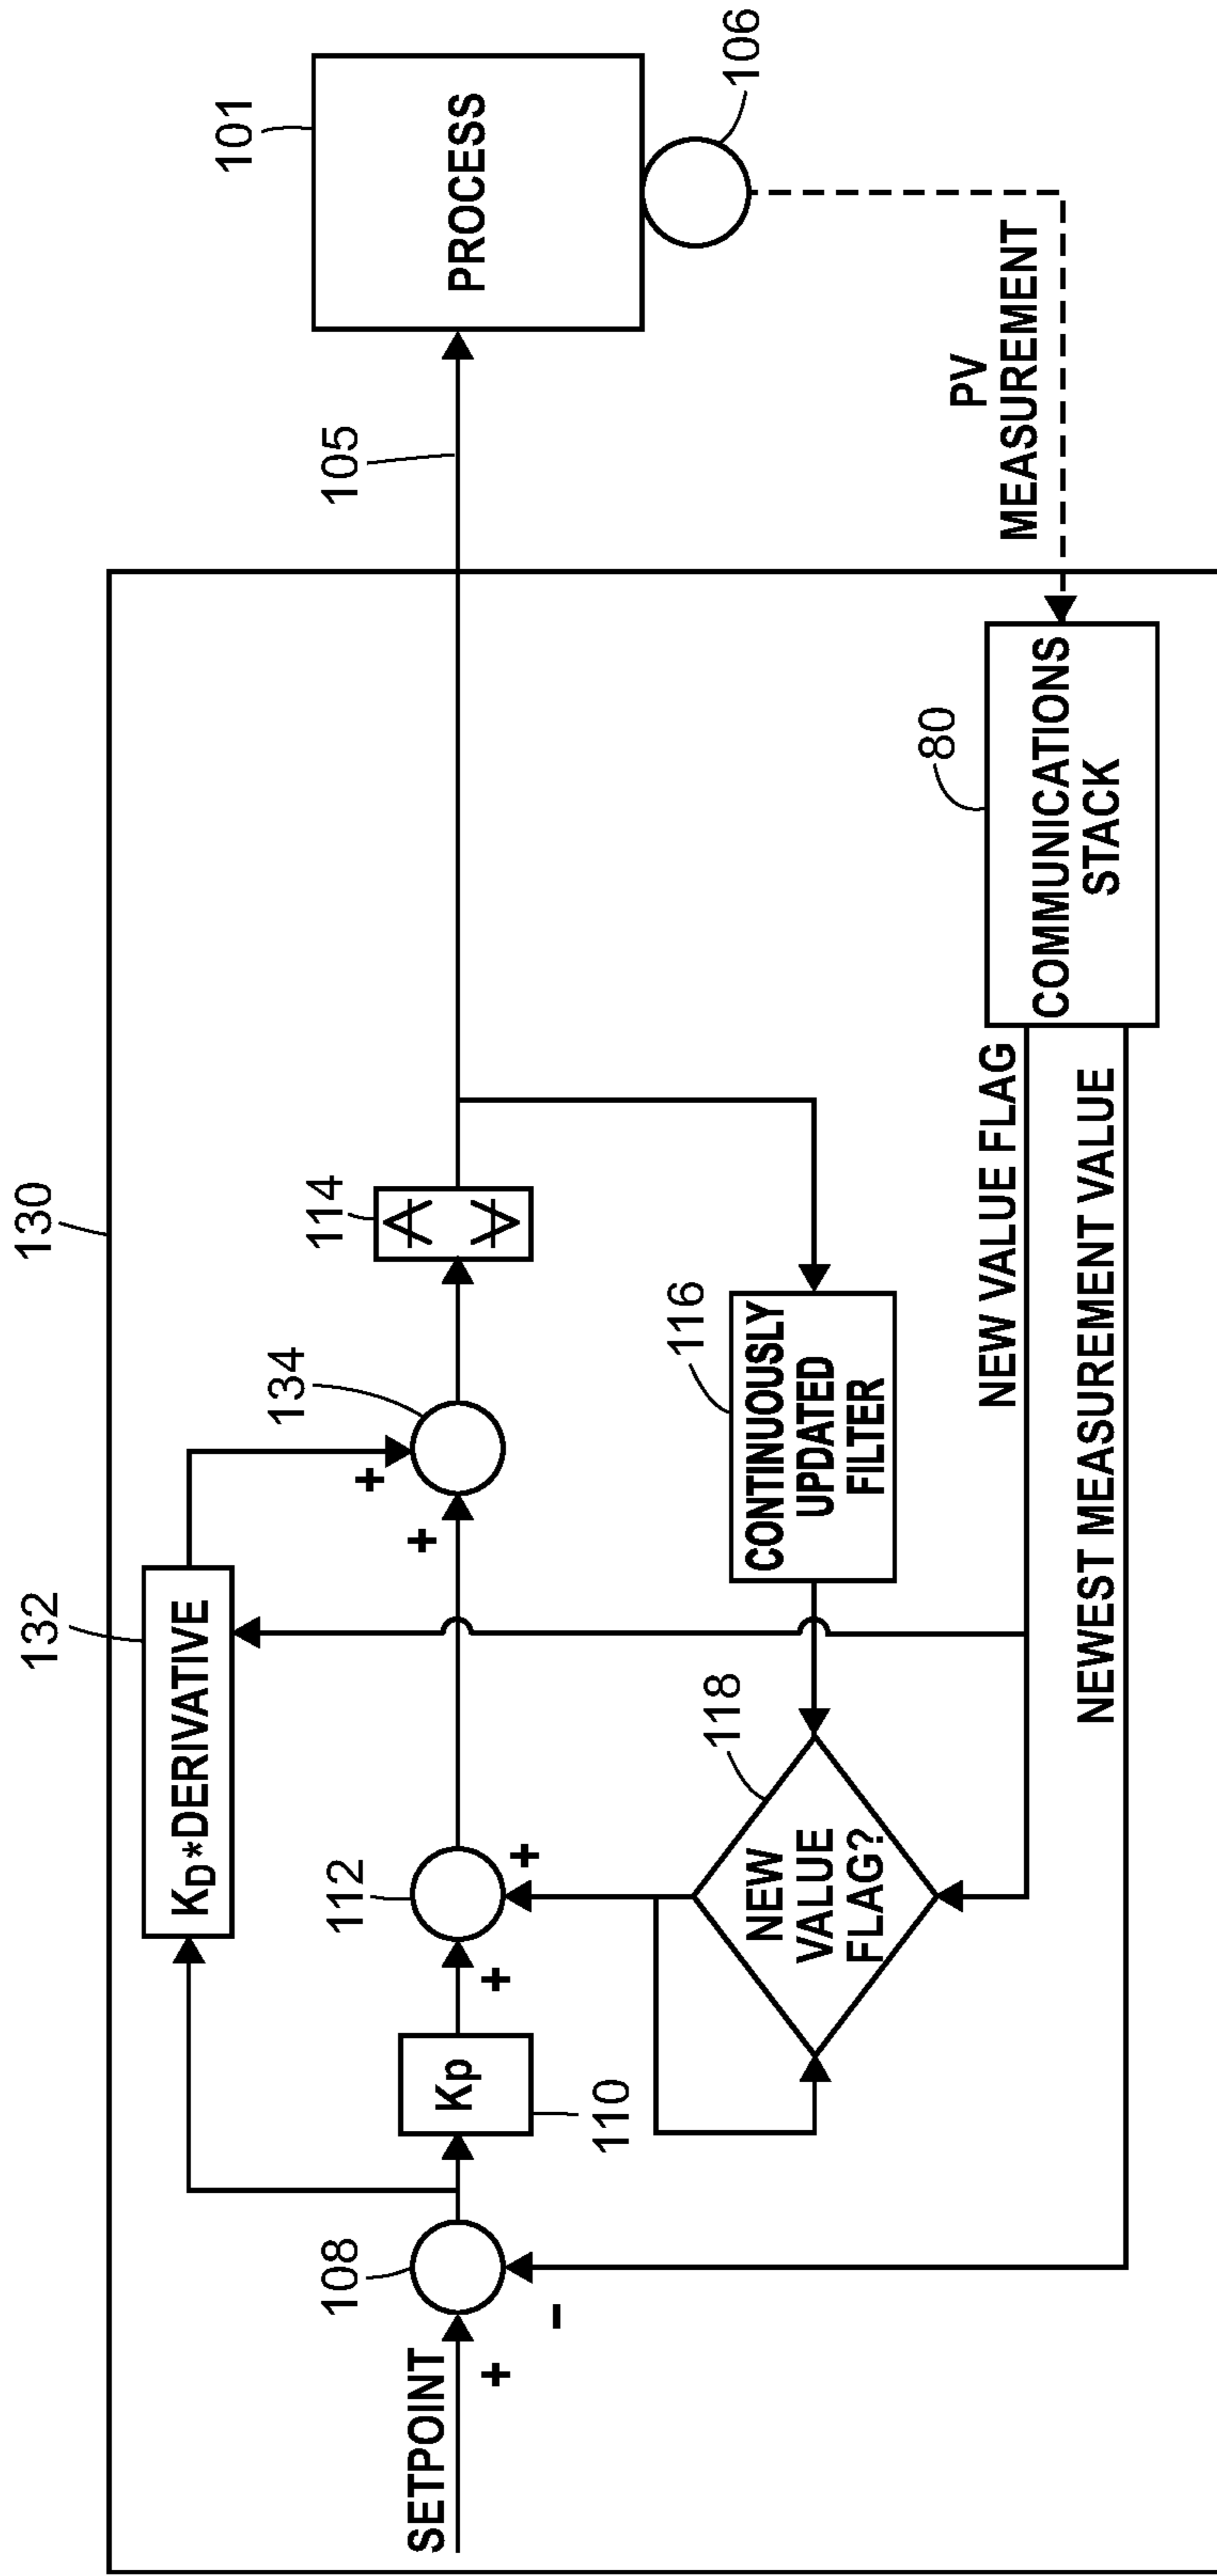 130
132
K_D*DERIVATIVE
101
PROCESS
SETPOINT
+
-
108
Kp
110
+
112
+
+
134
+
114
105
106
118
NEW
VALUE
FLAG?
116
CONTINUOUSLY
UPDATED
FILTER
PV
MEASUREMENT
80
COMMUNICATIONS
STACK
NEW VALUE FLAG
NEWEST MEASUREMENT VALUE